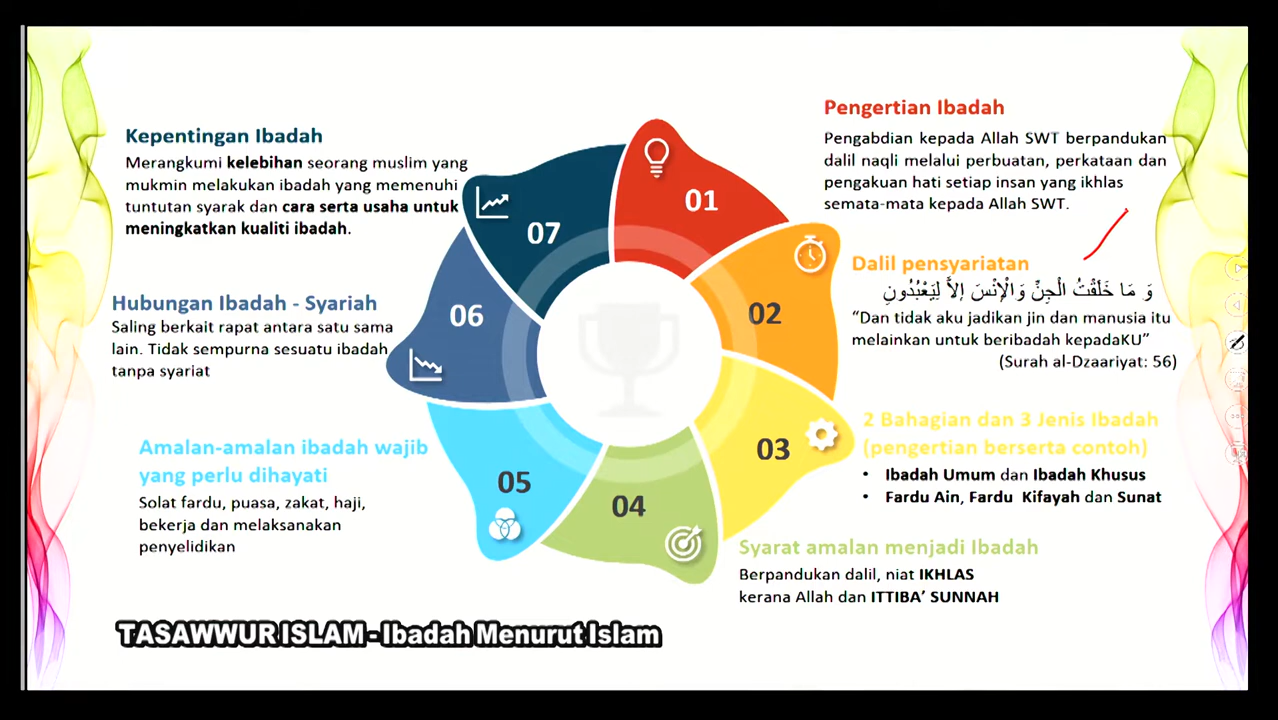 Pengertian Ibadah
Pengabdian kepada Allah SWT berpandukan
dalil naqli melalui perbuatan, perkataan dan
pengakuan hati setiap insan yang ikhlas
semata-mata kepada Allah SWT.
01
Dalil pensyariatan
وَ مَا خَلَقْتُ الْجِنَّ وَالْإِنْسَ إِلاَّ لِيَعْبُدُونِ
“Dan tidak aku jadikan jin dan manusia itu
melainkan untuk beribadah kepadaKU”
(Surah al-Dzaariyat: 56)
02
2 Bahagian dan 3 Jenis Ibadah
(pengertian berserta contoh)
• Ibadah Umum dan Ibadah Khusus
• Fardu Ain, Fardu Kifayah dan Sunat
03
Syarat amalan menjadi Ibadah
Berpandukan dalil, niat IKHLAS
kerana Allah dan ITTIBA’ SUNNAH
04
Amalan-amalan ibadah wajib
yang perlu dihayati
Solat fardu, puasa, zakat, haji,
bekerja dan melaksanakan
penyelidikan
05
Hubungan Ibadah - Syariah
Saling berkait rapat antara satu sama
lain. Tidak sempurna sesuatu ibadah
tanpa syariat
06
Kepentingan Ibadah
Merangkumi kelebihan seorang muslim yang
mukmin melakukan ibadah yang memenuhi
tuntutan syarak dan cara serta usaha untuk
meningkatkan kualiti ibadah.
07
TASAWWUR ISLAM - Ibadah Menurut Islam